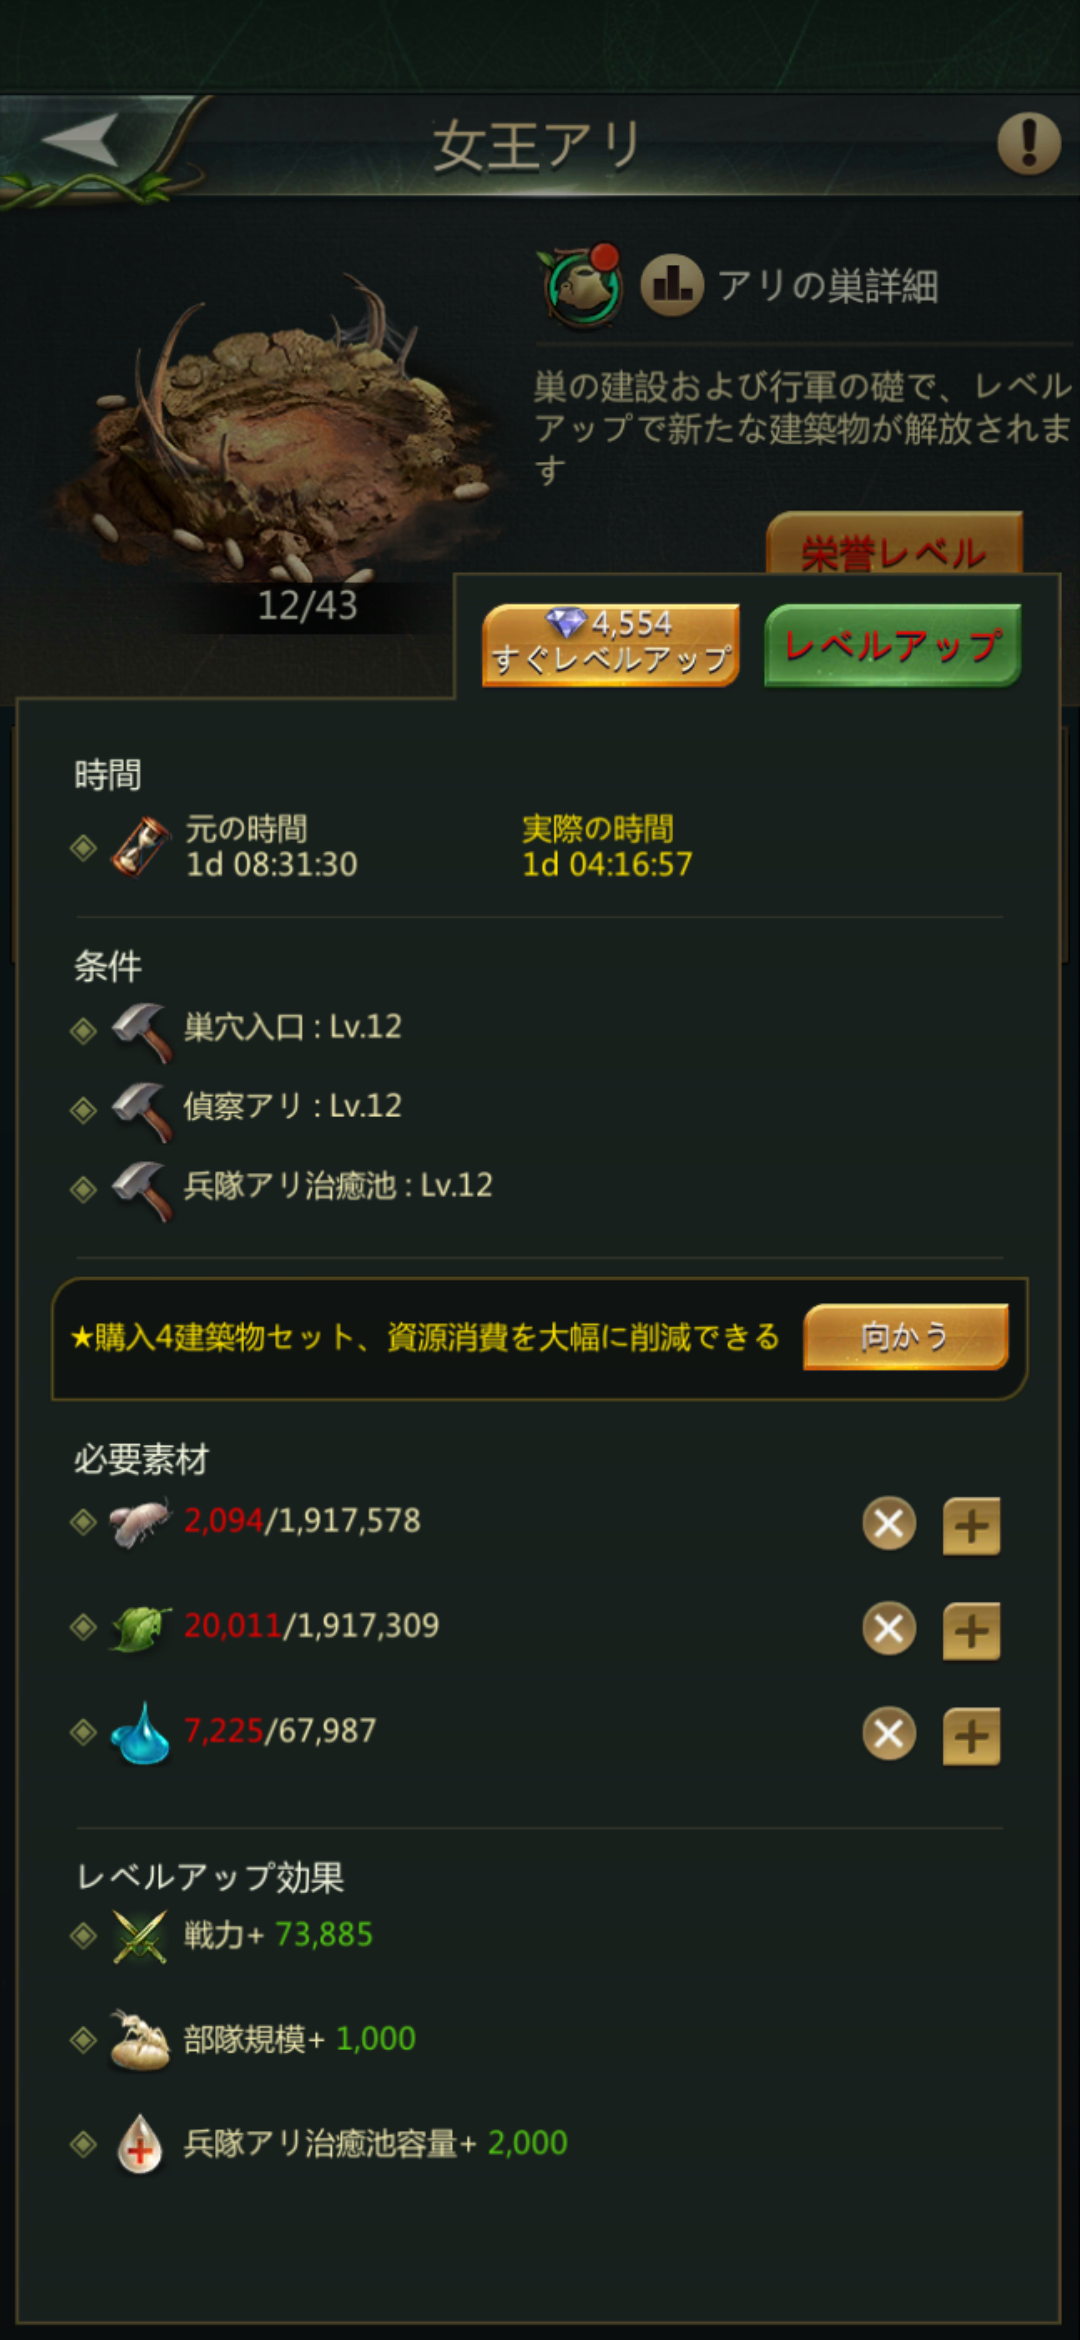 女王アリ
アリの巣詳細
巣の建設および行軍の礎で、レベル
アップで新たな建築物が解放されま
す
栄誉レベル
12/43
4,554
すぐレベルアップ
レベルアップ
時間
元の時間
1d 08:31:30
実際の時間
1d 04:16:57
条件
巣穴入口 : Lv.12
偵察アリ : Lv.12
兵隊アリ治癒池 : Lv.12
★購入4建築物セット、資源消費を大幅に削減できる
向かう
必要素材
2,094/1,917,578
20,011/1,917,309
7,225/67,987
レベルアップ効果
戦力+ 73,885
部隊規模+ 1,000
兵隊アリ治癒池容量+ 2,000